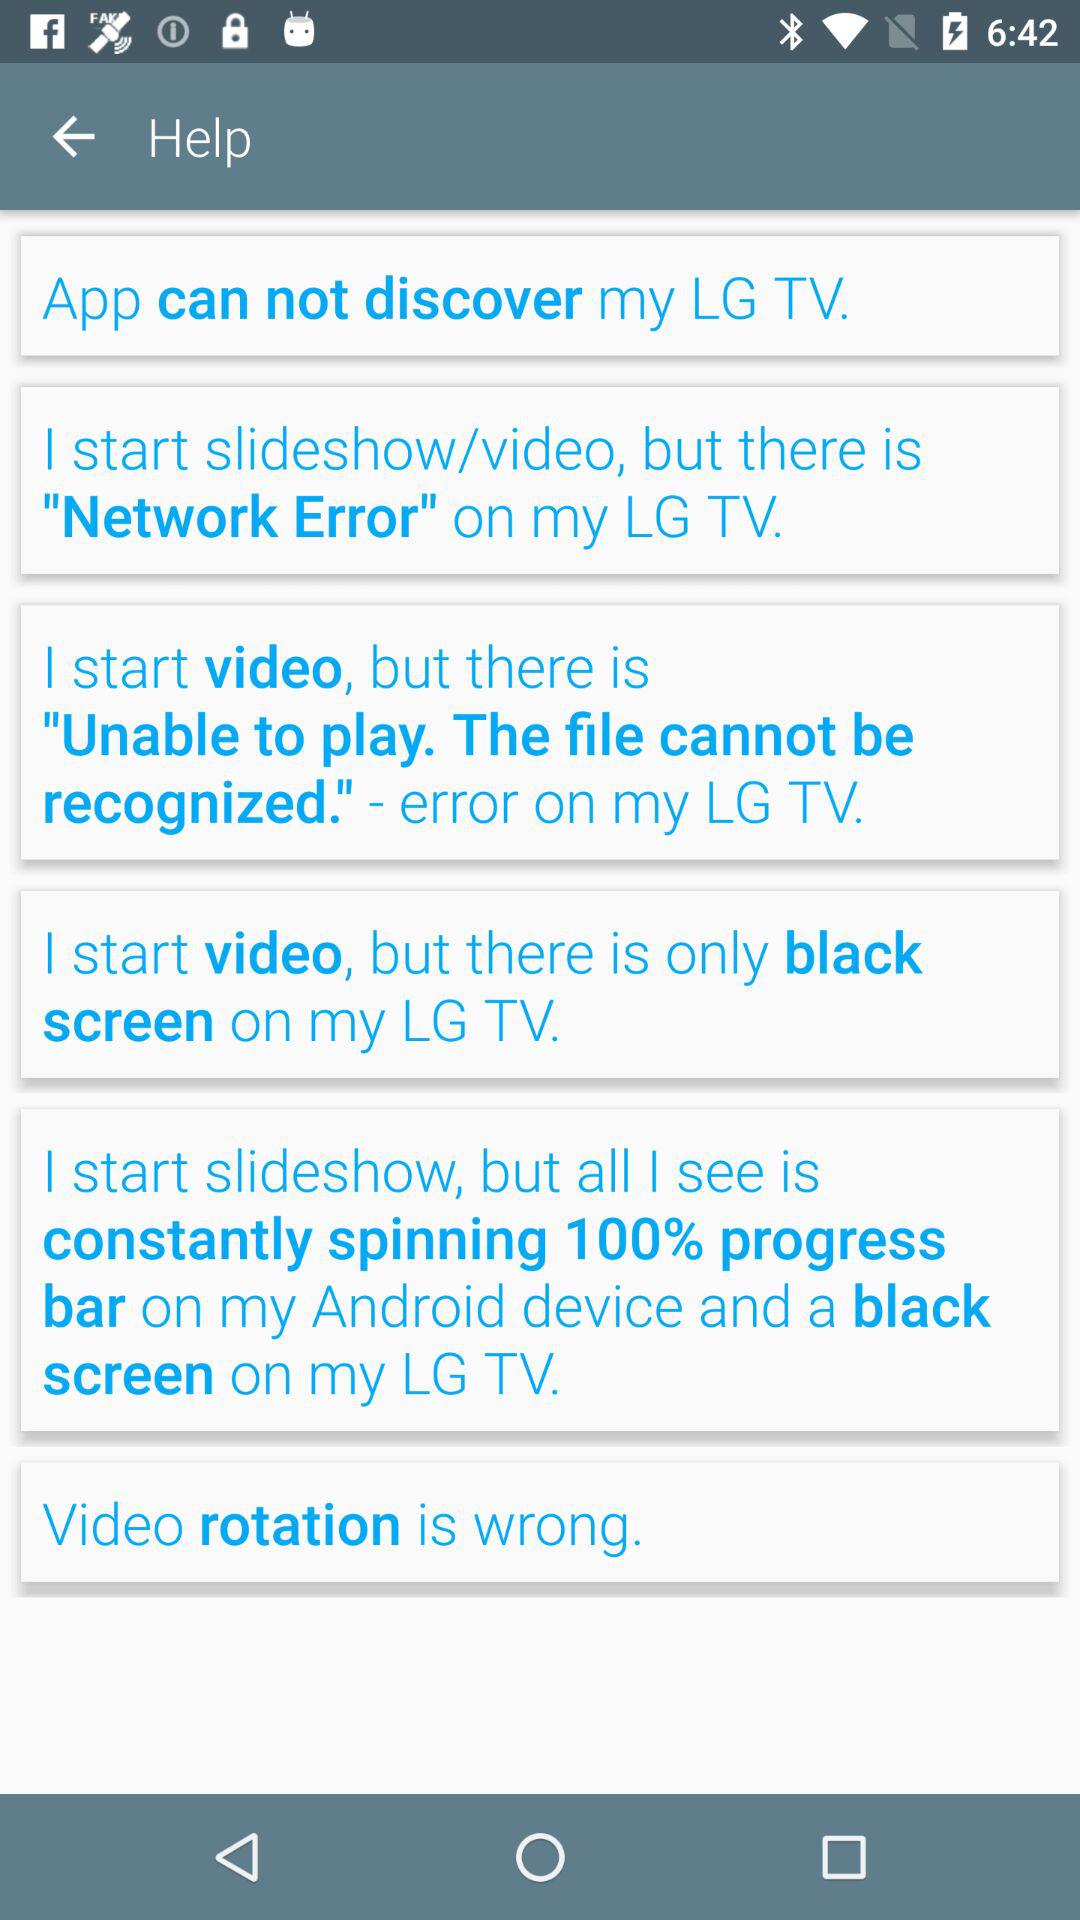 FAKE
6:42
Help
App can not discover my LG TV.
I start slideshow/video, but there is
"Network Error" on my LG TV.
I start video, but there is
"Unable to play. The file cannot be
recognized." - error on my LG TV.
I start video, but there is only black
screen on my LG TV.
I start slideshow, but all I see is
constantly spinning 100% progress
bar on my Android device and a black
screen on my LG TV.
Video rotation is wrong.